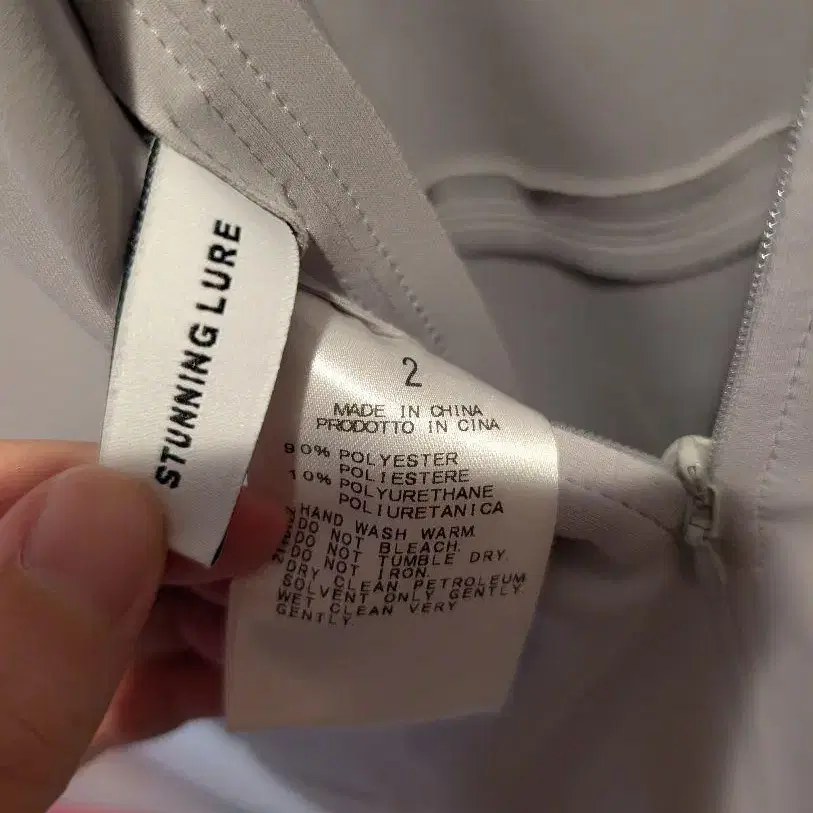 STUNNING LURE
2
MADE IN CHINA
PRODOTTO IN CINA
90% POLYESTER
POLIESTERE
10% POLYURETHANE
POLIURETANICA
HAND WASH WARM.
DO NOT BLEACH.
DO NOT TUMBLE DRY.
DO NOT IRON.
DRY CLEAN PETROLEUM
SOLVENT ONLY GENTLY.
WET CLEAN VERY
GENTLY.